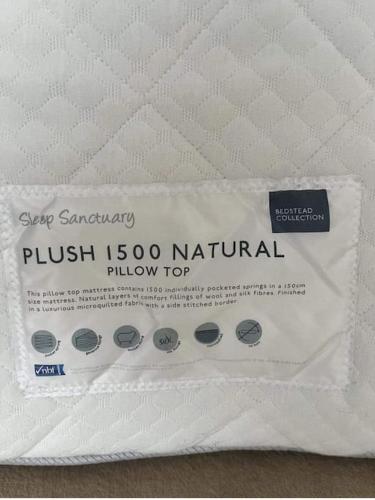 Sleep Sanctuary
BEDSTEAD
COLLECTION
PLUSH 1500 NATURAL
PILLOW TOP
This pillow top mattress contains 1500 individually pocketed springs in a 150cm
size mattress. Natural layers of comfort fillings of wool and silk fibres. Finished
in a luxurious microquilted fabric with a side stitched border
Silk
nbf